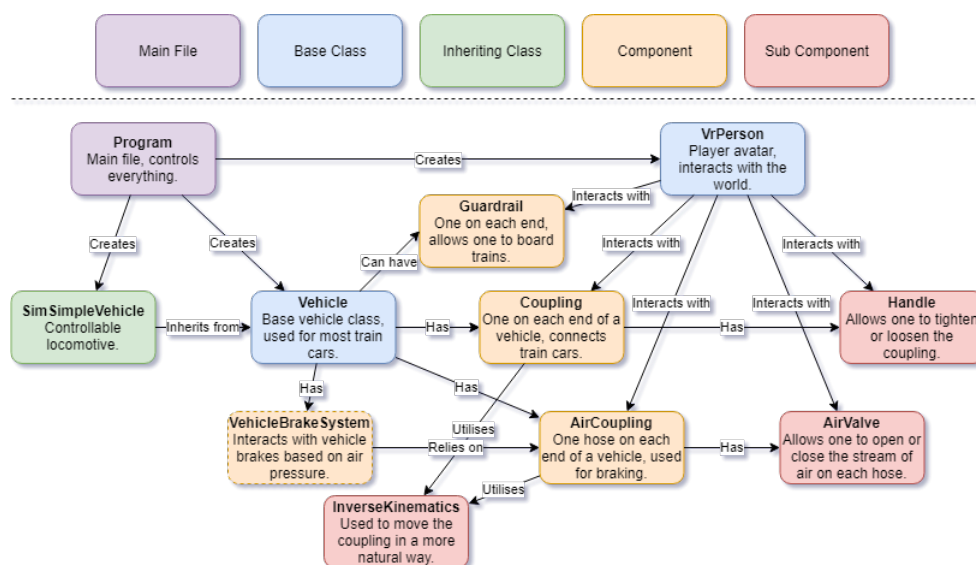 Main File
Base Class
Inheriting Class
Component
Sub Component
Program
Main file, controls
everything.
VrPerson
Player avatar,
interacts with the
world.
Creates
Interacts with
Guardrail
One on each end,
allows one to board
trains.
Creates
Creates
Can have
Interacts with
Interacts with
SimSimpleVehicle
Controllable
locomotive.
Inherits from
Vehicle
Base vehicle class,
used for most train
cars.
Has
Coupling
One on each end of a
vehicle, connects
train cars.
Interacts with
Interacts with
Has
Handle
Allows one to tighten
or loosen the
coupling.
Has
Has
VehicleBrakeSystem
Interacts with vehicle
brakes based on air
pressure.
Utilises
Relies on
AirCoupling
One hose on each
end of a vehicle, used
for braking.
Has
AirValve
Allows one to open or
close the stream of
air on each hose.
Utilises
InverseKinematics
Used to move the
coupling in a more
natural way.